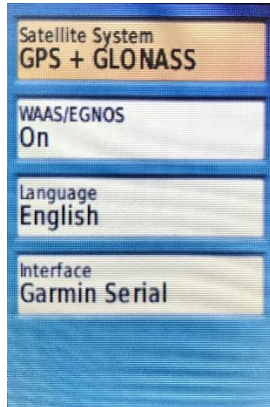 Satellite System
GPS + GLONASS
WAAS/EGNOS
On
Language
English
Interface
Garmin Serial